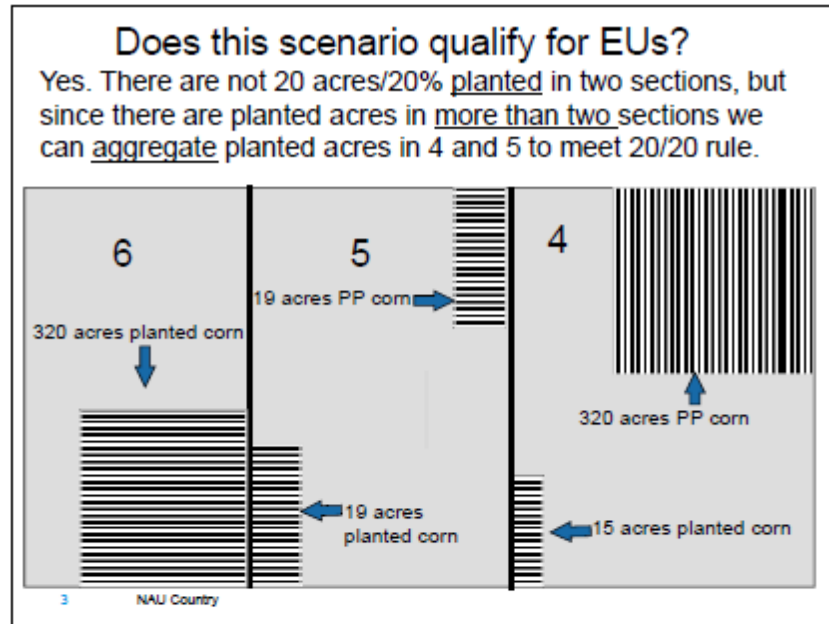 Does this scenario qualify for EUs?
Yes. There are not 20 acres/20% planted in two sections, but
since there are planted acres in more than two sections we
can aggregate planted acres in 4 and 5 to meet 20/20 rule.
6
5
4
19 acres PP corn
320 acres planted corn
320 acres PP corn
19 acres
planted corn
15 acres planted corn
3
NAU Country